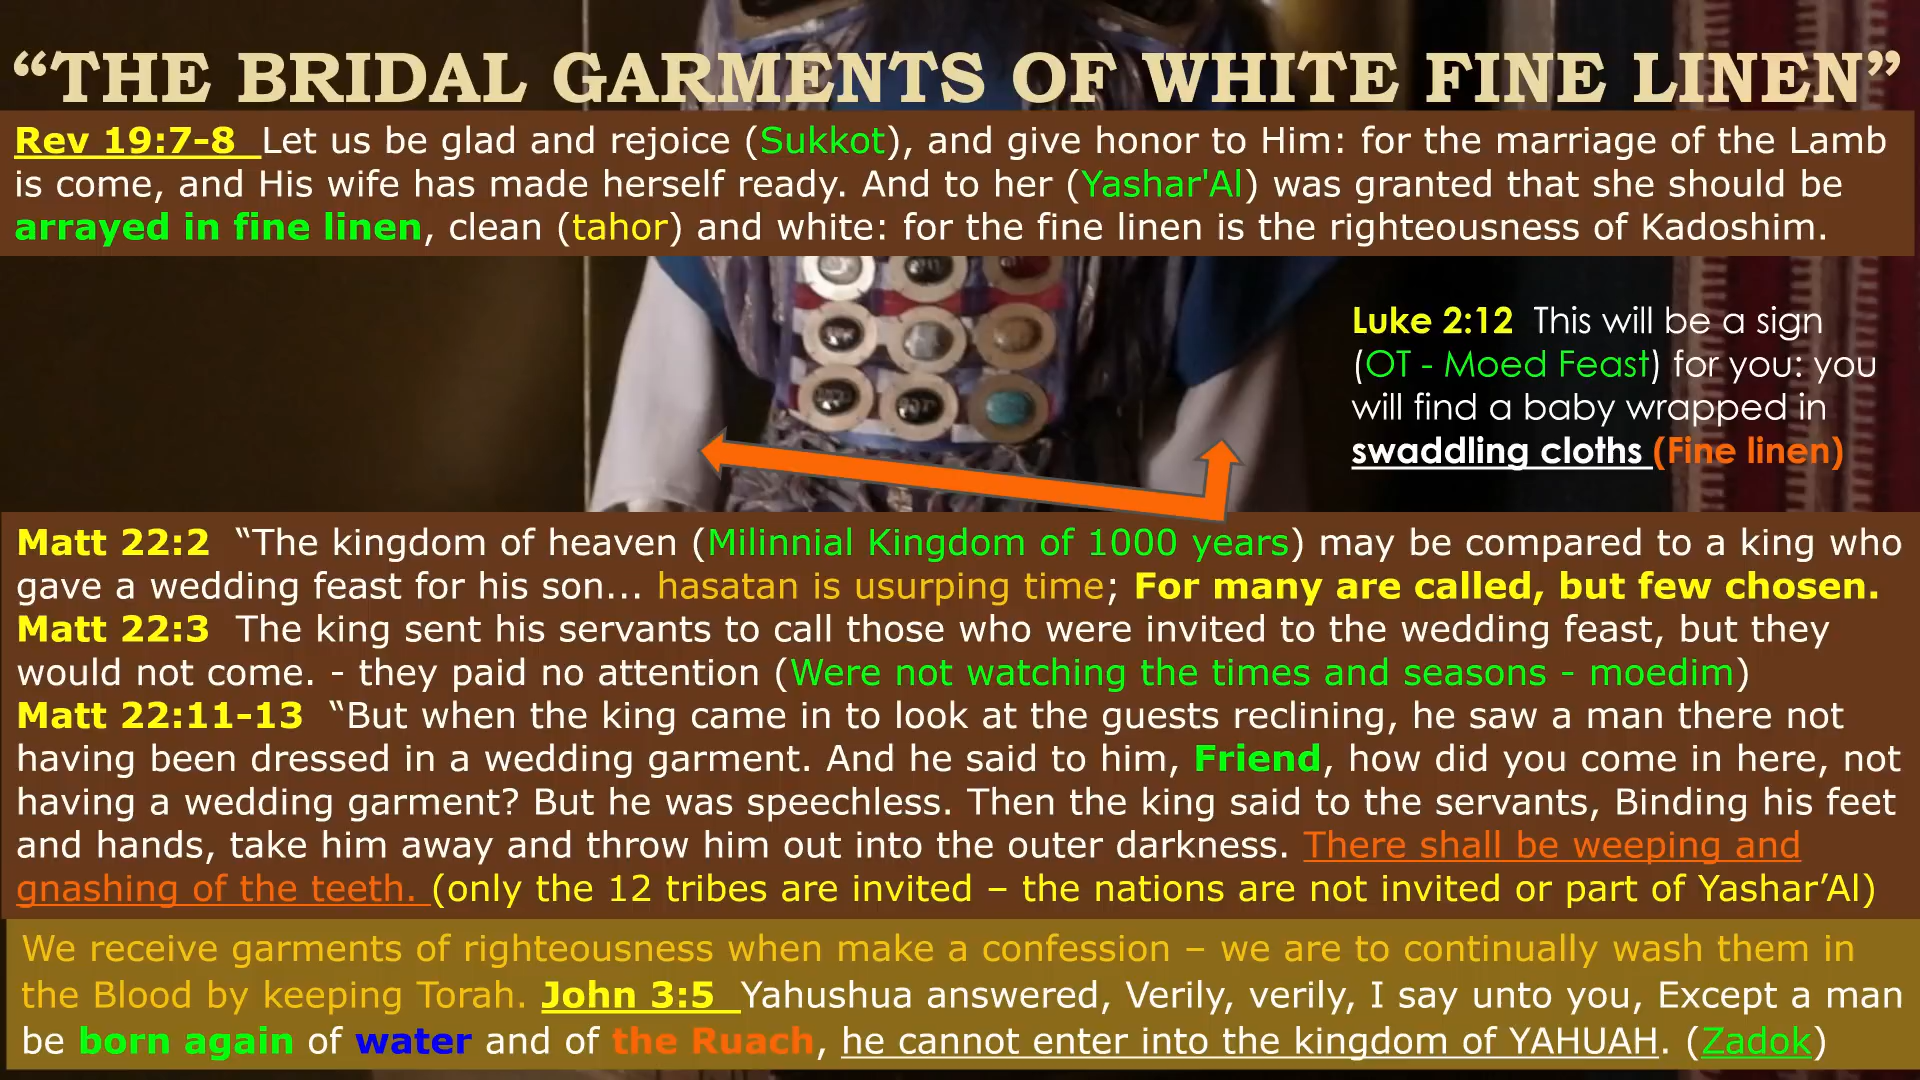 “THE BRIDAL GARMENTS OF WHITE FINE LINEN”
Rev 19:7-8 Let us be glad and rejoice (Sukkot), and give honor to Him: for the marriage of the Lamb
is come, and His wife has made herself ready. And to her (Yashar'Al) was granted that she should be
arrayed in fine linen, clean (tahor) and white: for the fine linen is the righteousness of Kadoshim.
Luke 2:12 This will be a sign
(OT - Moed Feast) for you: you
will find a baby wrapped in
swaddling cloths (Fine linen)
Matt 22:2 “The kingdom of heaven (Milinnial Kingdom of 1000 years) may be compared to a king who
gave a wedding feast for his son... hasatan is usurping time; For many are called, but few chosen.
Matt 22:3 The king sent his servants to call those who were invited to the wedding feast, but they
would not come. - they paid no attention (Were not watching the times and seasons - moedim)
Matt 22:11-13 “But when the king came in to look at the guests reclining, he saw a man there not
having been dressed in a wedding garment. And he said to him, Friend, how did you come in here, not
having a wedding garment? But he was speechless. Then the king said to the servants, Binding his feet
and hands, take him away and throw him out into the outer darkness. There shall be weeping and
gnashing of the teeth. (only the 12 tribes are invited – the nations are not invited or part of Yashar’Al)
We receive garments of righteousness when make a confession – we are to continually wash them in
the Blood by keeping Torah. John 3:5 Yahushua answered, Verily, verily, I say unto you, Except a man
be born again of water and of the Ruach, he cannot enter into the kingdom of YAHUAH. (Zadok)